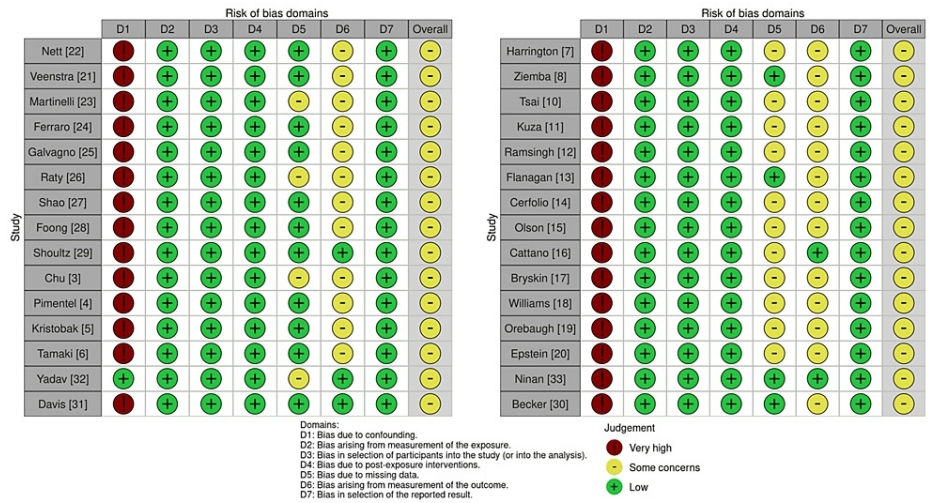 Risk of bias domains
D1 D2 D3 D4 D5 D6 D7 Overall
Study
Nett [22] ! + + + + - + -
Veenstra [21] ! + + + + - + -
Martinelli [23] ! + + + - - + -
Ferraro [24] ! + + + + - + -
Galvagno [25] ! + + + + - + -
Raty [26] ! + + + - - + -
Shao [27] ! + + + + - + -
Foong [28] ! + + + + - + -
Shoultz [29] ! + + + + + + -
Chu [3] ! + + + - - + -
Pimentel [4] ! + + + + - + -
Kristobak [5] ! + + + + - + -
Tamaki [6] ! + + + + - + -
Yadav [32] + + + + - + + -
Davis [31] ! + + + + + + -
Risk of bias domains
D1 D2 D3 D4 D5 D6 D7 Overall
Study
Harrington [7] ! + + + - - + -
Ziemba [8] ! + + + + - + -
Tsai [10] ! + + + - - + -
Kuza [11] ! + + + - - + -
Ramsingh [12] ! + + + - - + -
Flanagan [13] ! + + + + - + -
Cerfolio [14] ! + + + - - + -
Olson [15] ! + + + - - + -
Cattano [16] ! + + + - + + -
Bryskin [17] ! + + + - - + -
Williams [18] ! + + + - - + -
Orebaugh [19] ! + + + - - + -
Epstein [20] ! + + + - - + -
Ninan [33] ! + + + + + + -
Becker [30] ! + + + + - + -
Domains:
D1: Bias due to confounding.
D2: Bias arising from measurement of the exposure.
D3: Bias in selection of participants into the study (or into the analysis).
D4: Bias due to post-exposure interventions.
D5: Bias due to missing data.
D6: Bias arising from measurement of the outcome.
D7: Bias in selection of the reported result.
Judgement
! Very high
- Some concerns
+ Low